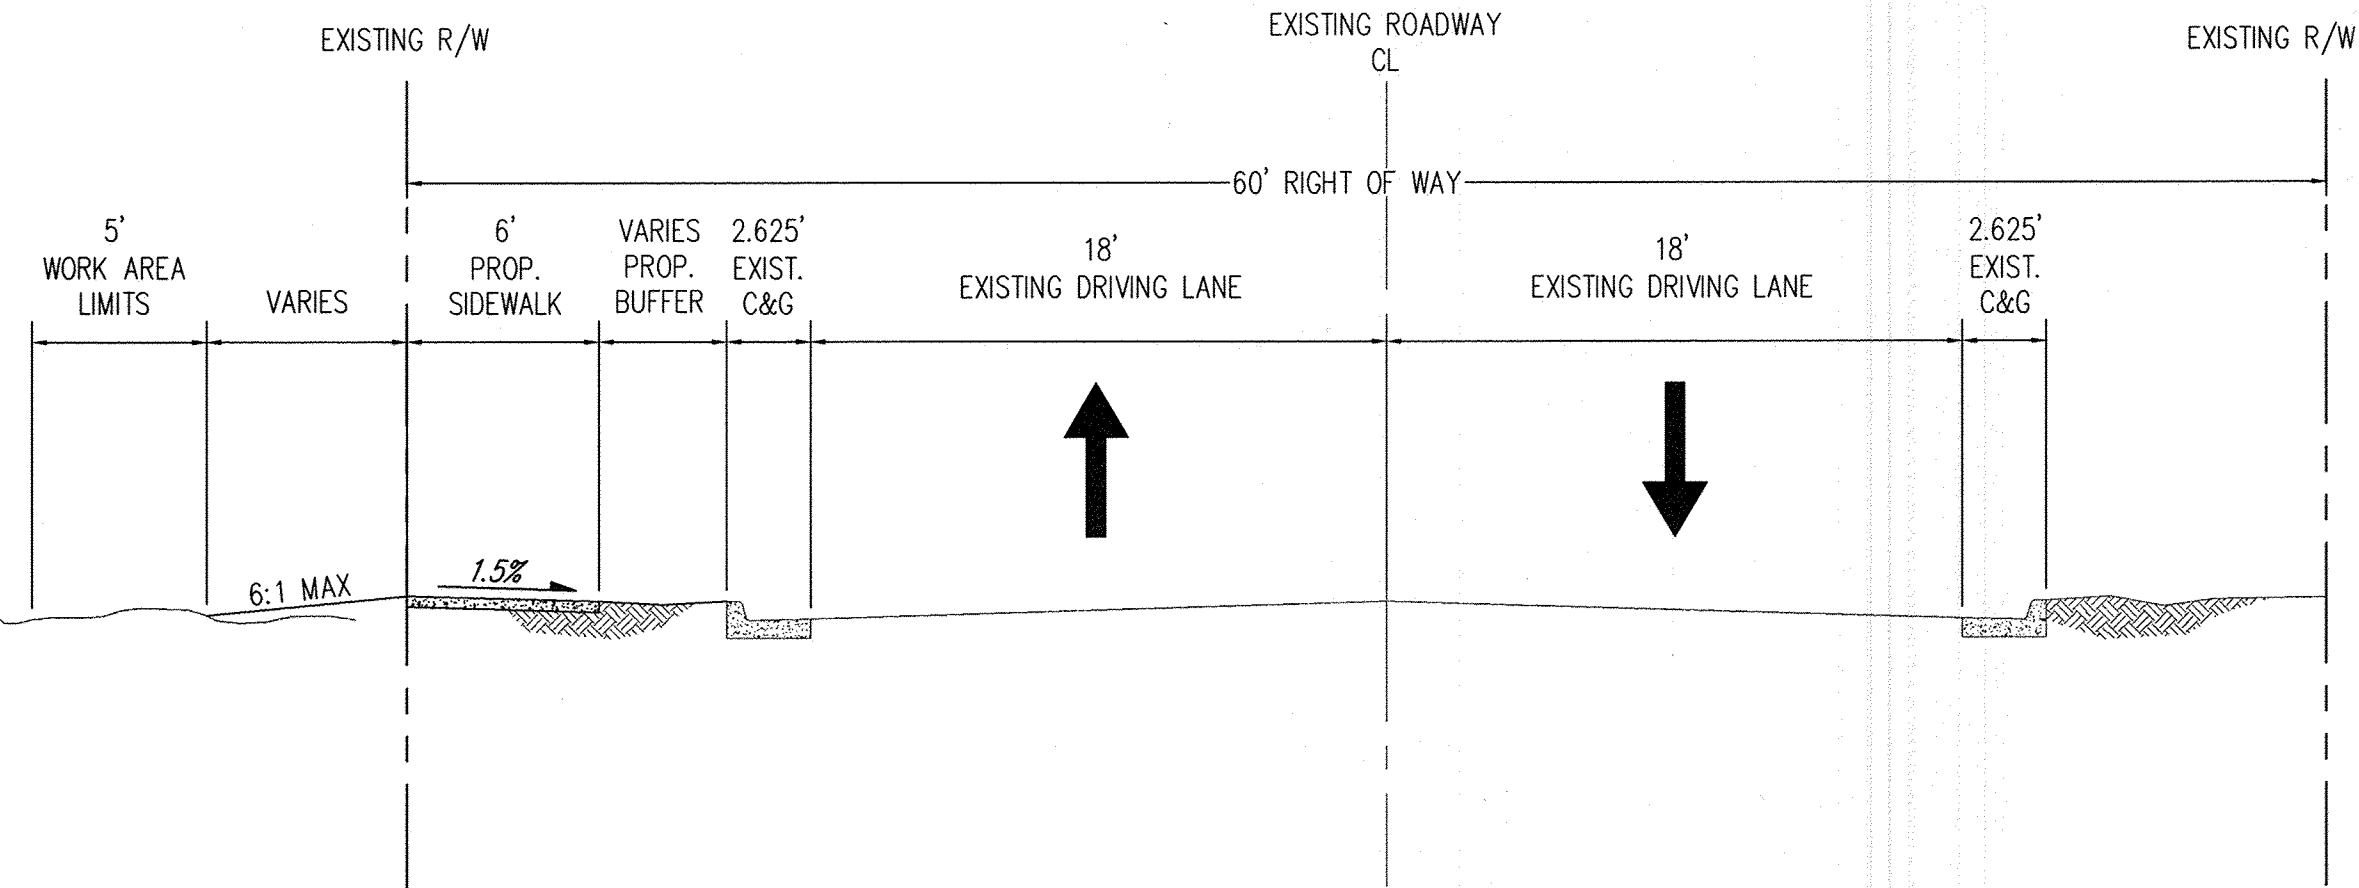 EXISTING R/W
EXISTING ROADWAY
CL
EXISTING R/W
60' RIGHT OF WAY
5'
WORK AREA
LIMITS
VARIES
6'
PROP.
SIDEWALK
VARIES
PROP.
BUFFER
2.625'
EXIST.
C&G
18'
EXISTING DRIVING LANE
18'
EXISTING DRIVING LANE
2.625'
EXIST.
C&G
6:1 MAX
1.5%